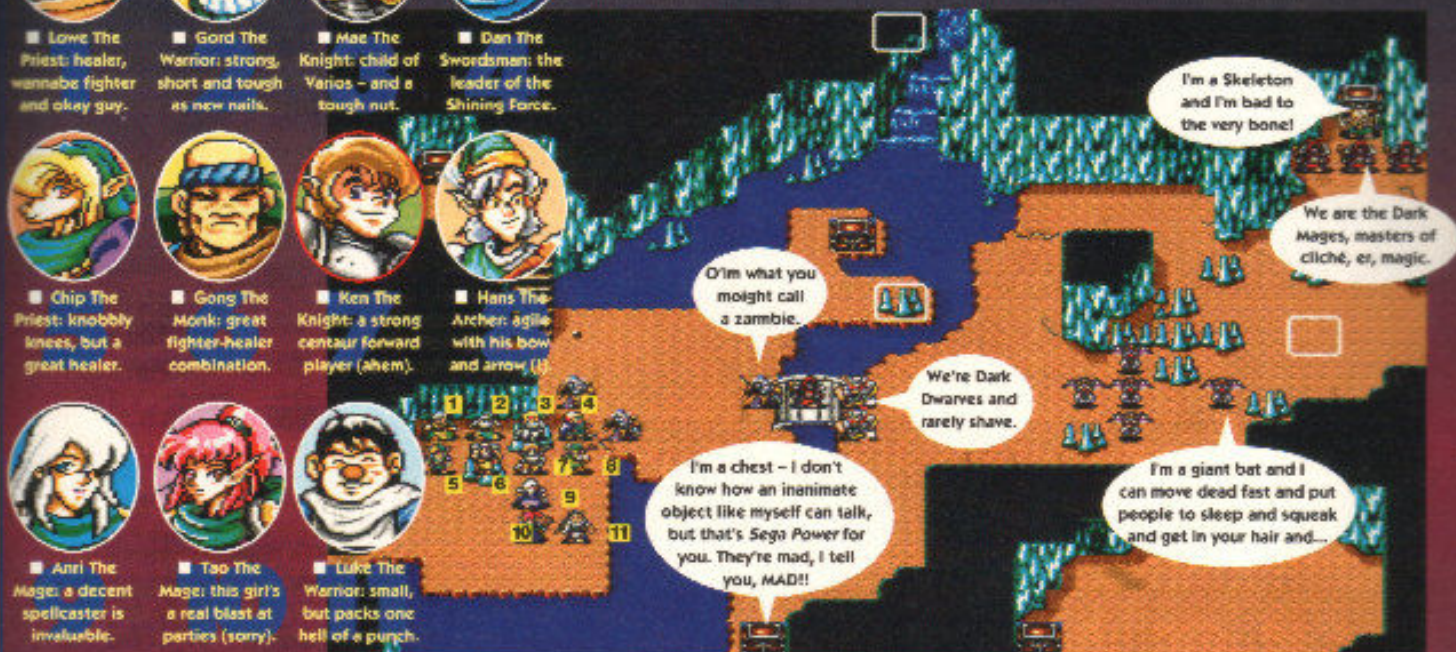 ■ Lowe The
Priest: healer,
wannabe fighter
and okay guy.
■ Gord The
Warrior: strong,
short and tough
as new nails.
■ Mae The
Knight: child of
Varios – and a
tough nut.
■ Dan The
Swordsman: the
leader of the
Shining Force.
■ Chip The
Priest: knobbly
knees, but a
great healer.
■ Gong The
Monk: great
fighter-healer
combination.
■ Ken The
Knight: a strong
centaur forward
player (ahem).
■ Hans The
Archer: agile
with his bow
and arrow (!).
■ Anri The
Mage: a decent
spellcaster is
invaluable.
■ Tao The
Mage: this girl's
a real blast at
parties (sorry).
■ Luke The
Warrior: small,
but packs one
hell of a punch.
I'm a Skeleton
and I'm bad to
the very bone!
We are the Dark
Mages, masters of
cliché, er, magic.
O'im what you
moight call
a zarmbie.
We're Dark
Dwarves and
rarely shave.
I'm a chest – I don't
know how an inanimate
object like myself can talk,
but that's Sega Power for
you. They're mad, I tell
you, MAD!!
I'm a giant bat and I
can move dead fast and put
people to sleep and squeak
and get in your hair and...
1
2
3
4
5
6
7
8
9
10
11